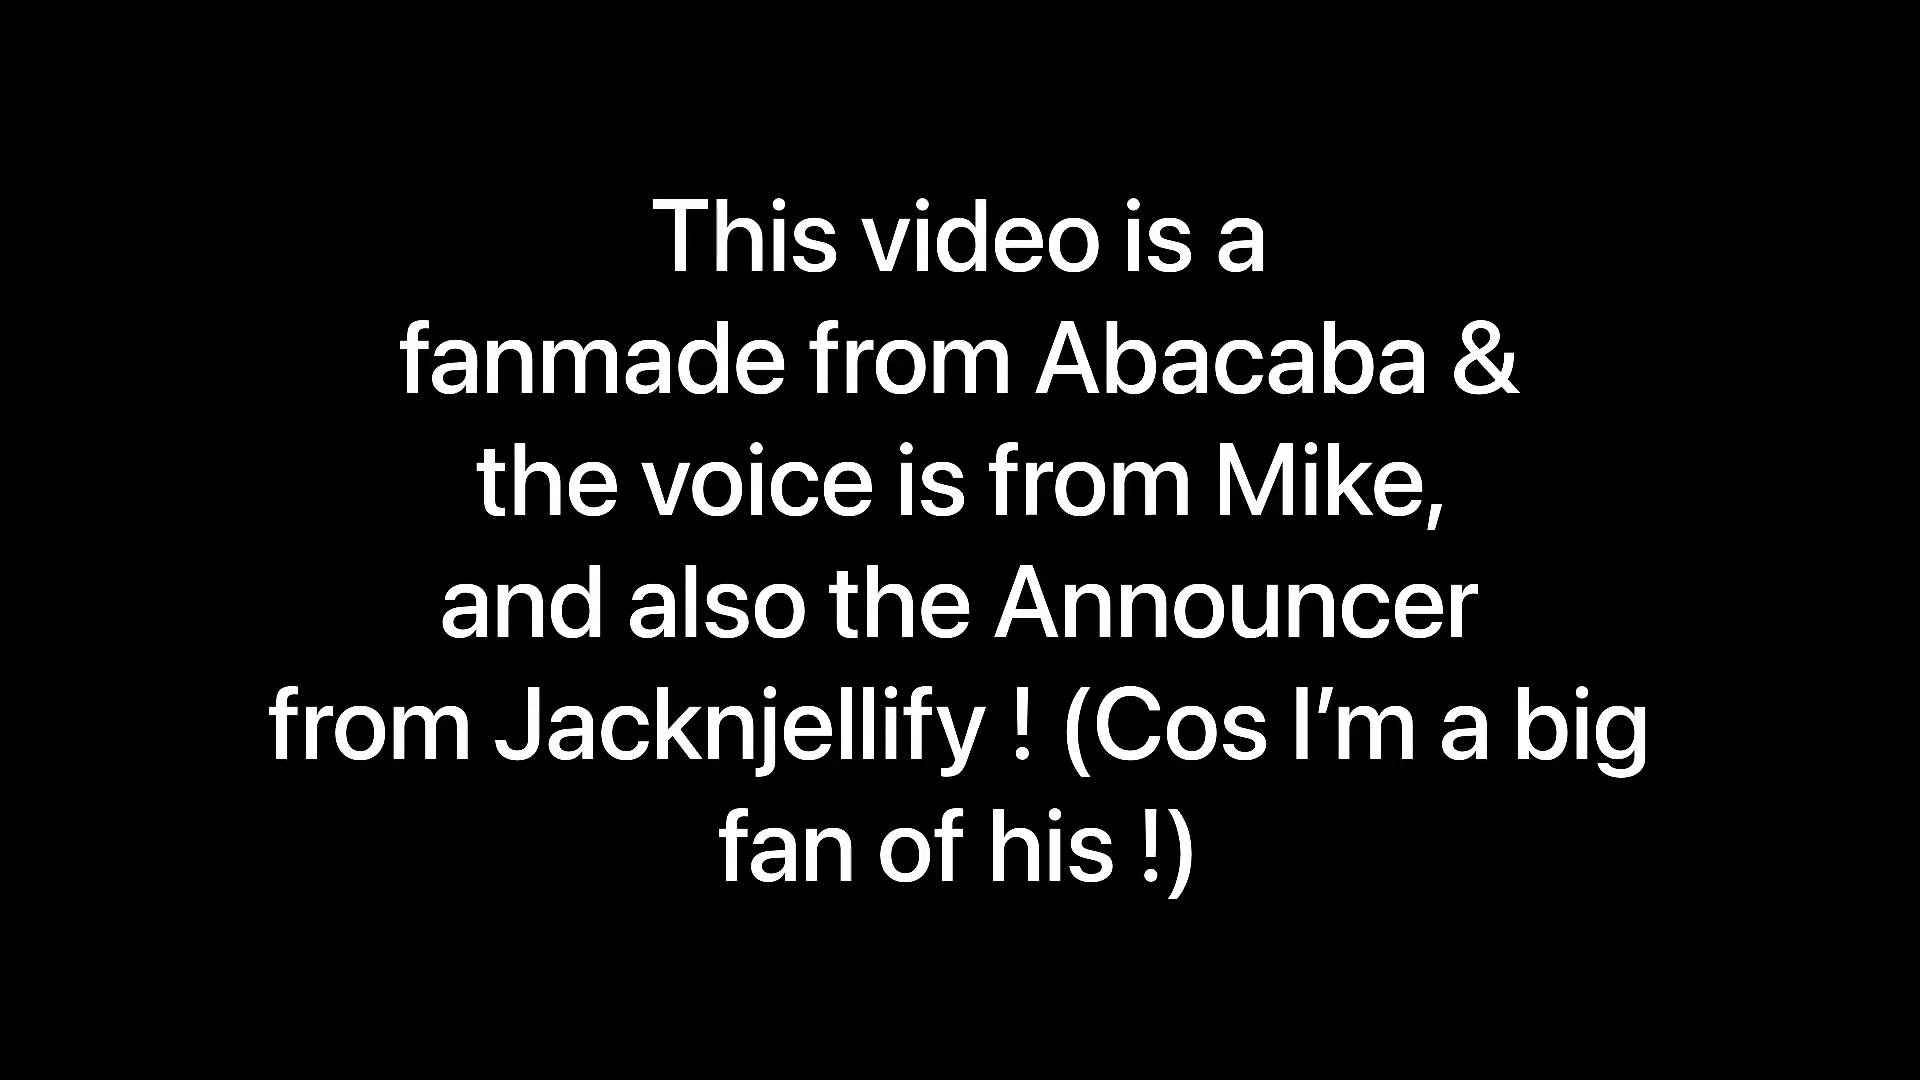 This video is a
fanmade from Abacaba &
the voice is from Mike,
and also the Announcer
from Jacknjellify ! (Cos I’m a big
fan of his !)